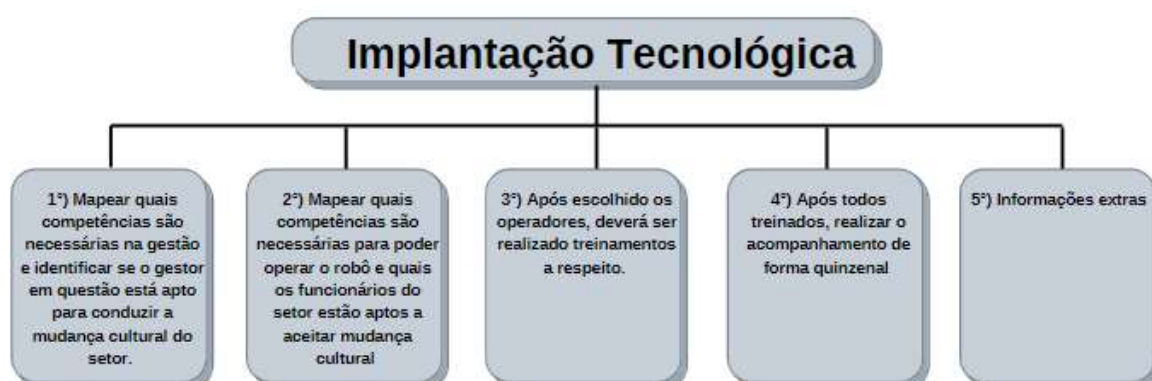 Implantação Tecnológica
1°) Mapear quais
competências são
necessárias na gestão
e identificar se o gestor
em questão está apto
para conduzir a
mudança cultural do
setor.
2°) Mapear quais
competências são
necessárias para poder
operar o robô e quais
os funcionários do
setor estão aptos a
aceitar mudança
cultural
3°) Após escolhido os
operadores, deverá ser
realizado treinamentos
a respeito.
4°) Após todos
treinados, realizar o
acompanhamento de
forma quinzenal
5°) Informações extras